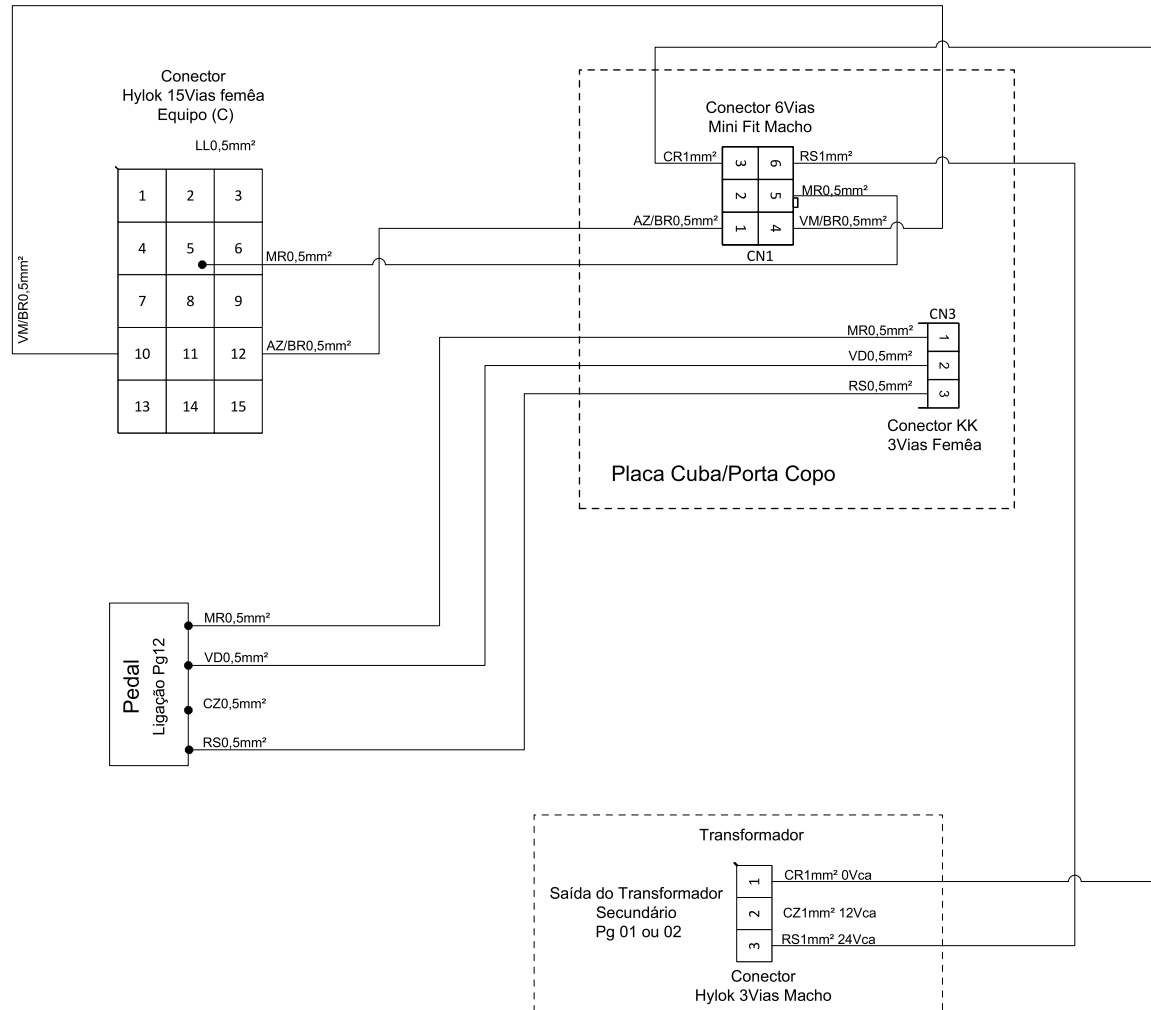 Conector
Hylok 15Vias femêa
Equipo (C)
LL0,5mm²
1 2 3
4 5 6
7 8 9
10 11 12
13 14 15
VM/BR0,5mm²
MR0,5mm²
AZ/BR0,5mm²
Conector 6Vias
Mini Fit Macho
CR1mm² 3 6 RS1mm²
2 5 MR0,5mm²
AZ/BR0,5mm² 1 4 VM/BR0,5mm²
CN1
CN3
MR0,5mm² 1
VD0,5mm² 2
RS0,5mm² 3
Conector KK
3Vias Femêa
Placa Cuba/Porta Copo
Pedal
Ligação Pg12
MR0,5mm²
VD0,5mm²
CZ0,5mm²
RS0,5mm²
Transformador
Saída do Transformador
Secundário
Pg 01 ou 02
1 CR1mm² 0Vca
2 CZ1mm² 12Vca
3 RS1mm² 24Vca
Conector
Hylok 3Vias Macho